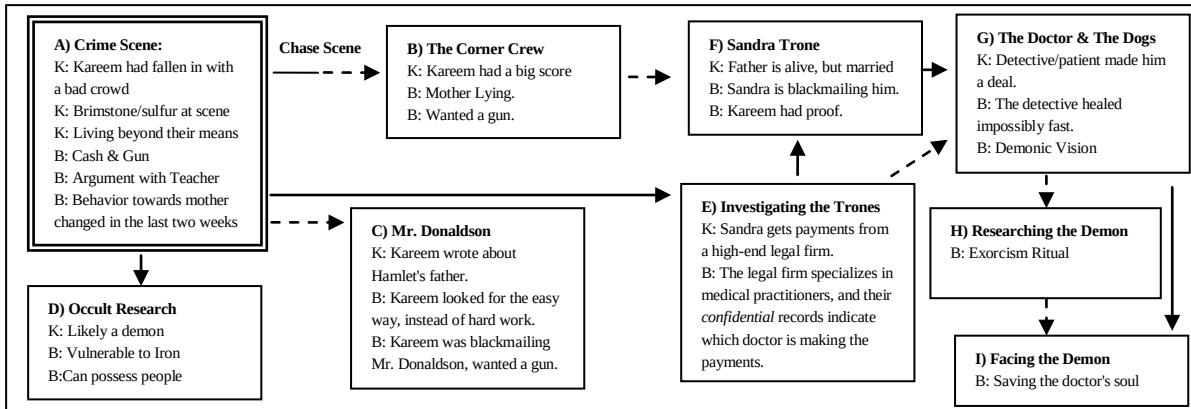 A) Crime Scene:
K: Kareem had fallen in with
a bad crowd
K: Brimstone/sulfur at scene
K: Living beyond their means
B: Cash & Gun
B: Argument with Teacher
B: Behavior towards mother
changed in the last two weeks
Chase Scene
B) The Corner Crew
K: Kareem had a big score
B: Mother Lying.
B: Wanted a gun.
F) Sandra Trone
K: Father is alive, but married
B: Sandra is blackmailing him.
B: Kareem had proof.
G) The Doctor & The Dogs
K: Detective/patient made him
a deal.
B: The detective healed
impossibly fast.
B: Demonic Vision
C) Mr. Donaldson
K: Kareem wrote about
Hamlet's father.
B: Kareem looked for the easy
way, instead of hard work.
B: Kareem was blackmailing
Mr. Donaldson, wanted a gun.
E) Investigating the Trones
K: Sandra gets payments from
a high-end legal firm.
B: The legal firm specializes in
medical practitioners, and their
confidential records indicate
which doctor is making the
payments.
H) Researching the Demon
B: Exorcism Ritual
D) Occult Research
K: Likely a demon
B: Vulnerable to Iron
B:Can possess people
I) Facing the Demon
B: Saving the doctor's soul